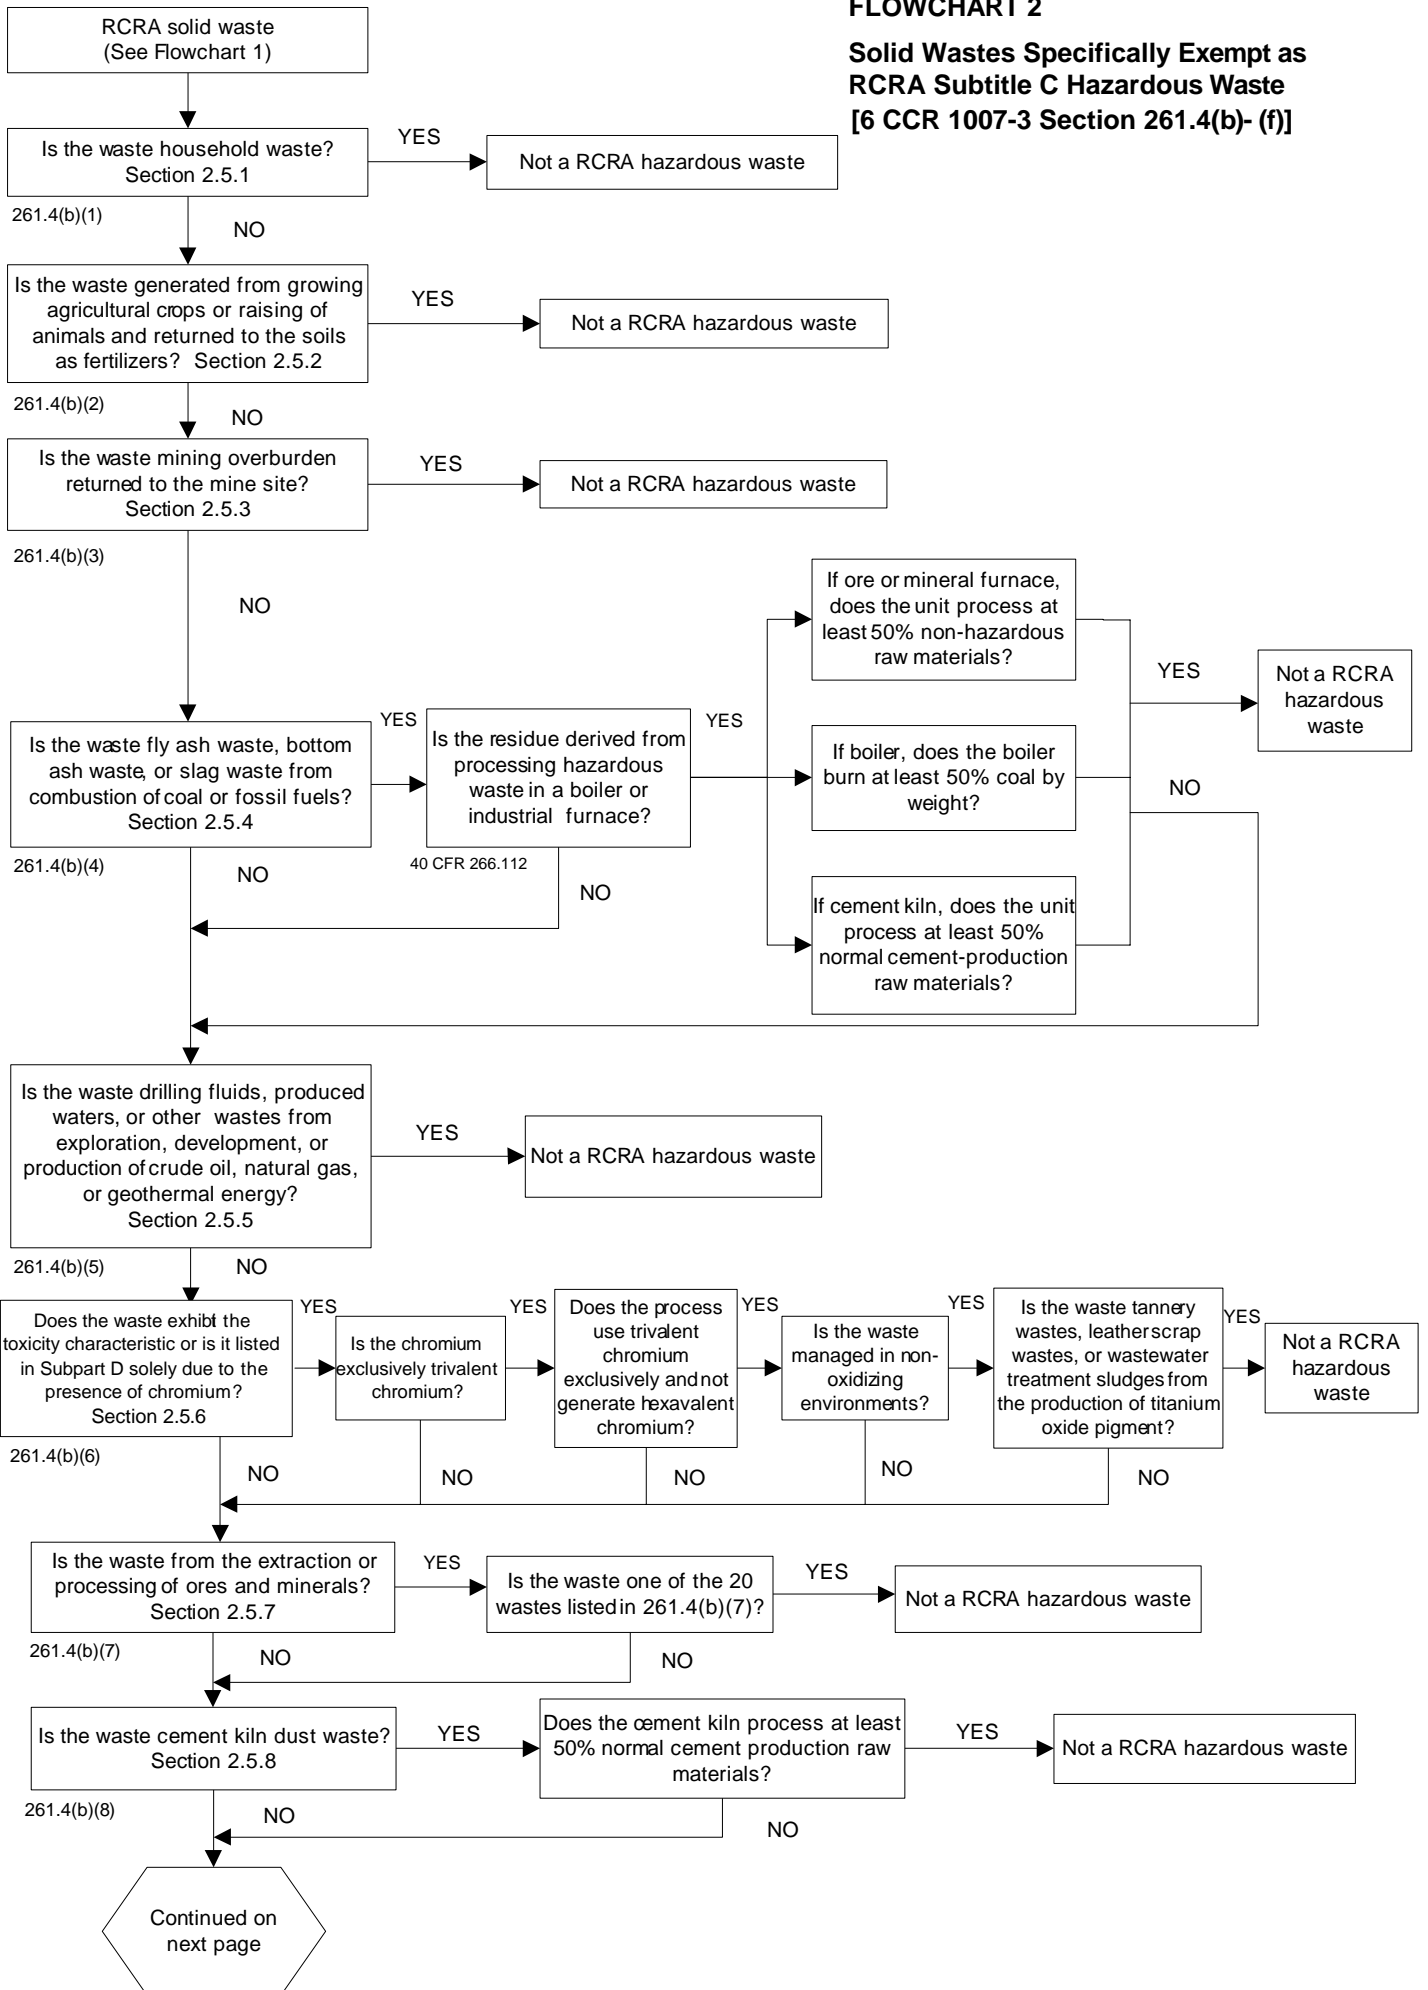 FLOWCHART 2
Solid Wastes Specifically Exempt as
RCRA Subtitle C Hazardous Waste
[6 CCR 1007-3 Section 261.4(b)- (f)]
RCRA solid waste
(See Flowchart 1)
Is the waste household waste?
Section 2.5.1
YES
Not a RCRA hazardous waste
261.4(b)(1)
NO
Is the waste generated from growing
agricultural crops or raising of
animals and returned to the soils
as fertilizers? Section 2.5.2
YES
Not a RCRA hazardous waste
261.4(b)(2)
NO
Is the waste mining overburden
returned to the mine site?
Section 2.5.3
YES
Not a RCRA hazardous waste
261.4(b)(3)
NO
Is the waste fly ash waste, bottom
ash waste, or slag waste from
combustion of coal or fossil fuels?
Section 2.5.4
YES
Is the residue derived from
processing hazardous
waste in a boiler or
industrial furnace?
YES
If ore or mineral furnace,
does the unit process at
least 50% non-hazardous
raw materials?
If boiler, does the boiler
burn at least 50% coal by
weight?
If cement kiln, does the unit
process at least 50%
normal cement-production
raw materials?
YES
Not a RCRA
hazardous
waste
NO
261.4(b)(4)
NO
40 CFR 266.112
NO
Is the waste drilling fluids, produced
waters, or other wastes from
exploration, development, or
production of crude oil, natural gas,
or geothermal energy?
Section 2.5.5
YES
Not a RCRA hazardous waste
261.4(b)(5)
NO
Does the waste exhibt the
toxicity characteristic or is it listed
in Subpart D solely due to the
presence of chromium?
Section 2.5.6
YES
Is the chromium
exclusively trivalent
chromium?
YES
Does the process
use trivalent
chromium
exclusively and not
generate hexavalent
chromium?
YES
Is the waste
managed in non-
oxidizing
environments?
YES
Is the waste tannery
wastes, leather scrap
wastes, or wastewater
treatment sludges from
the production of titanium
oxide pigment?
YES
Not a RCRA
hazardous
waste
261.4(b)(6)
NO
NO
NO
NO
NO
Is the waste from the extraction or
processing of ores and minerals?
Section 2.5.7
YES
Is the waste one of the 20
wastes listed in 261.4(b)(7)?
YES
Not a RCRA hazardous waste
261.4(b)(7)
NO
NO
Is the waste cement kiln dust waste?
Section 2.5.8
YES
Does the cement kiln process at least
50% normal cement production raw
materials?
YES
Not a RCRA hazardous waste
261.4(b)(8)
NO
NO
Continued on
next page